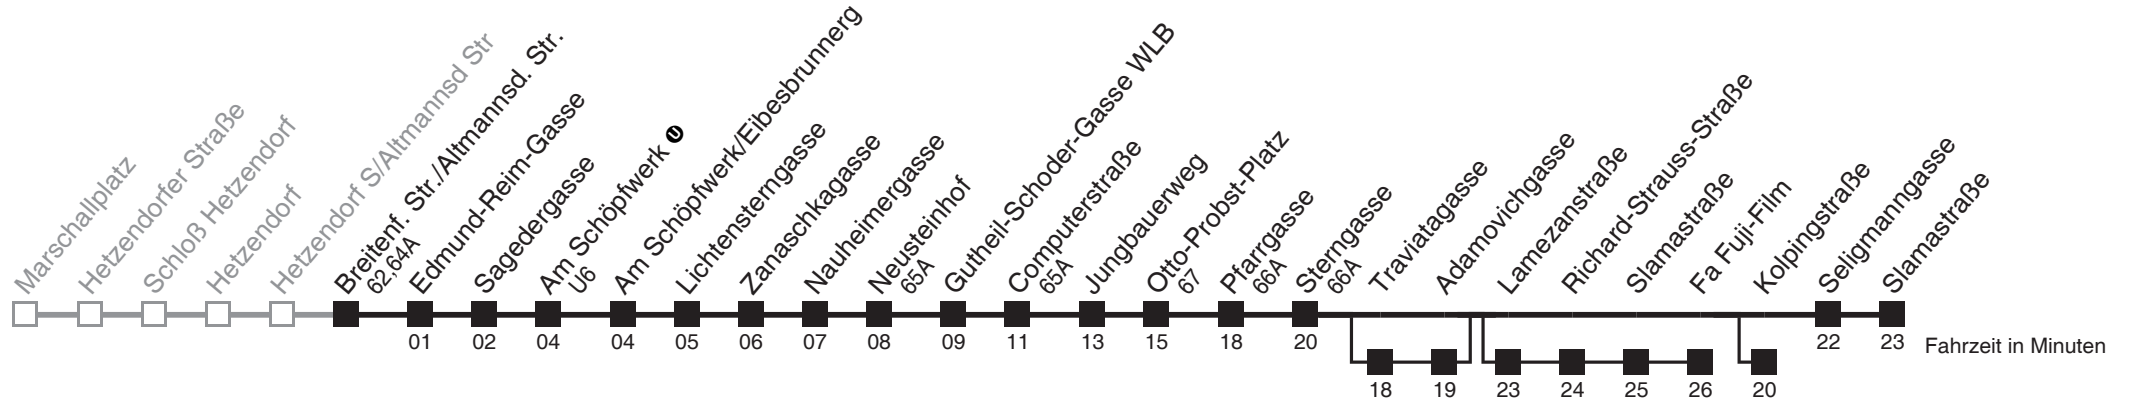 Marschallplatz
Hetzendorfer Straße
Schloß Hetzendorf
Hetzendorf
Hetzendorf S/Altmannsd Str
Breitenf. Str./Altmannsd. Str.
62,64A
Edmund-Reim-Gasse
Sagedergasse
Am Schöpfwerk U
U6
Am Schöpfwerk/Eibesbrunnerg
Lichtensterngasse
Zanaschkagasse
Nauheimergasse
Neusteinhof
65A
Gutheil-Schoder-Gasse WLB
Computerstraße
65A
Jungbauerweg
Otto-Probst-Platz
67
Pfarrgasse
66A
Sterngasse
66A
Traviatagasse
Adamovichgasse
Lamezanstraße
Richard-Strauss-Straße
Slamastraße
Fa Fuji-Film
Kolpingstraße
Seligmanngasse
Slamastraße
01 02 04 04 05 06 07 08 09 11 13 15 18 20 22 23 Fahrzeit in Minuten
18 19 23 24 25 26 20